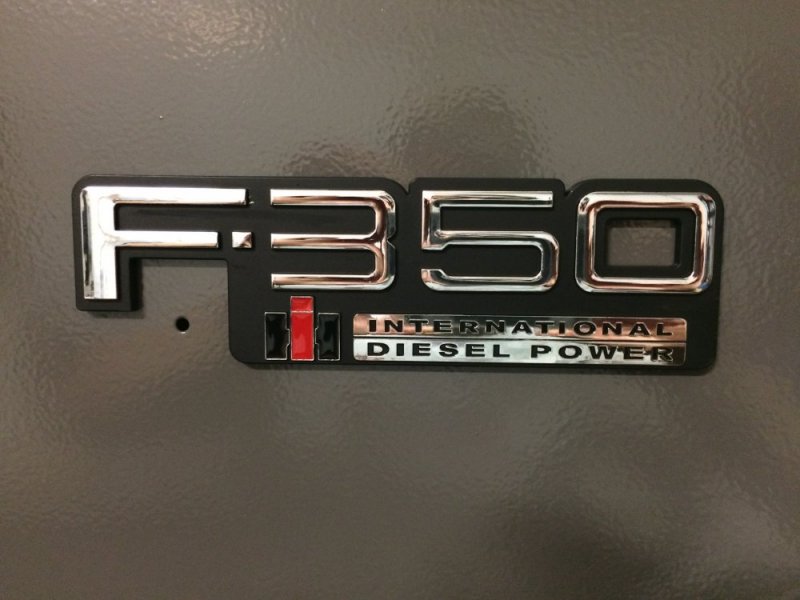 F-350
INTERNATIONAL
DIESEL POWER